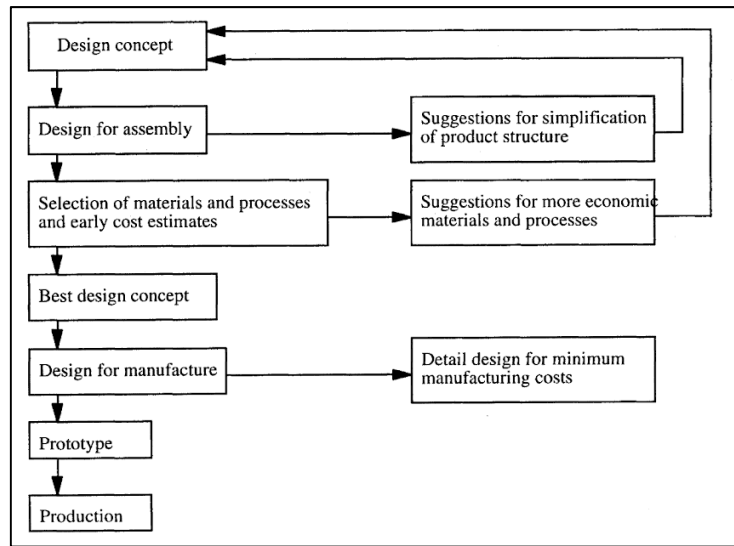 Design concept
Design for assembly
Suggestions for simplification
of product structure
Selection of materials and processes
and early cost estimates
Suggestions for more economic
materials and processes
Best design concept
Design for manufacture
Detail design for minimum
manufacturing costs
Prototype
Production